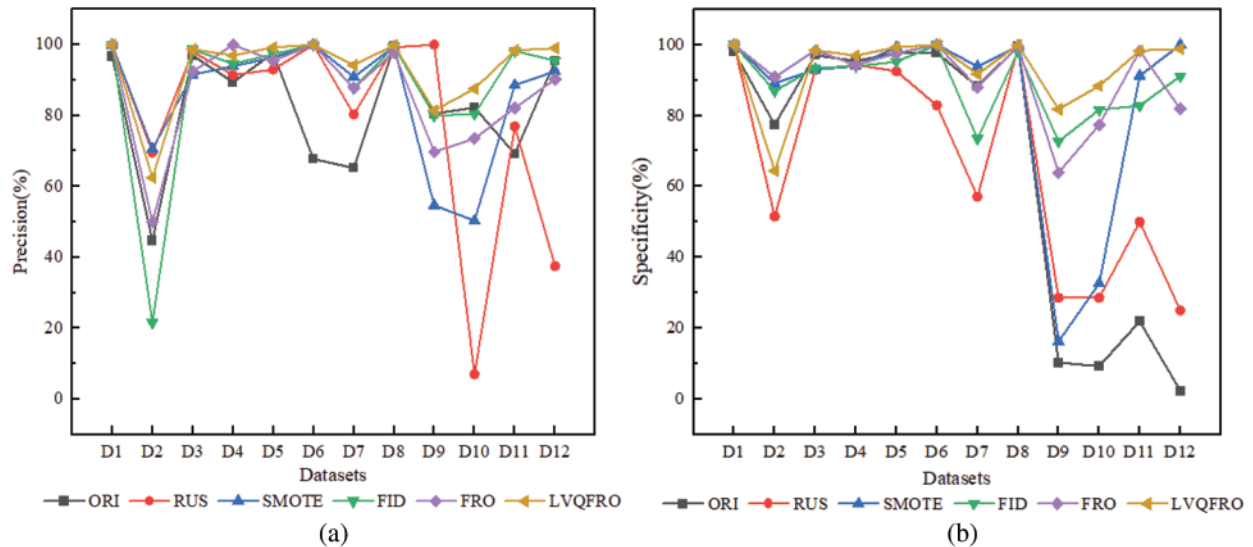 Precision(%)
100
80
60
40
20
0
D1 D2 D3 D4 D5 D6 D7 D8 D9 D10 D11 D12
Datasets
ORI RUS SMOTE FID FRO LVQFRO
(a)
Specificity(%)
100
80
60
40
20
0
D1 D2 D3 D4 D5 D6 D7 D8 D9 D10 D11 D12
Datasets
ORI RUS SMOTE FID FRO LVQFRO
(b)